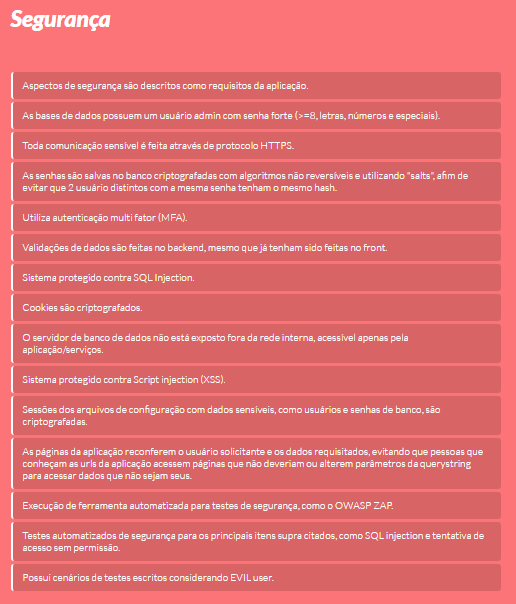 Segurança
Aspectos de segurança são descritos como requisitos da aplicação.
As bases de dados possuem um usuário admin com senha forte (>=8, letras, números e especiais).
Toda comunicação sensível é feita através de protocolo HTTPS.
As senhas são salvas no banco criptografadas com algoritmos não reversíveis e utilizando "salts", afim de
evitar que 2 usuário distintos com a mesma senha tenham o mesmo hash.
Utiliza autenticação multi fator (MFA).
Validações de dados são feitas no backend, mesmo que já tenham sido feitas no front.
Sistema protegido contra SQL Injection.
Cookies são criptografados.
O servidor de banco de dados não está exposto fora da rede interna, acessível apenas pela
aplicação/serviços.
Sistema protegido contra Script injection (XSS).
Sessões dos arquivos de configuração com dados sensíveis, como usuários e senhas de banco, são
criptografadas.
As páginas da aplicação reconferem o usuário solicitante e os dados requisitados, evitando que pessoas que
conheçam as urls da aplicação acessem páginas que não deveriam ou alterem parâmetros da querystring
para acessar dados que não sejam seus.
Execução de ferramenta automatizada para testes de segurança, como o OWASP ZAP.
Testes automatizados de segurança para os principais itens supra citados, como SQL injection e tentativa de
acesso sem permissão.
Possui cenários de testes escritos considerando EVIL user.